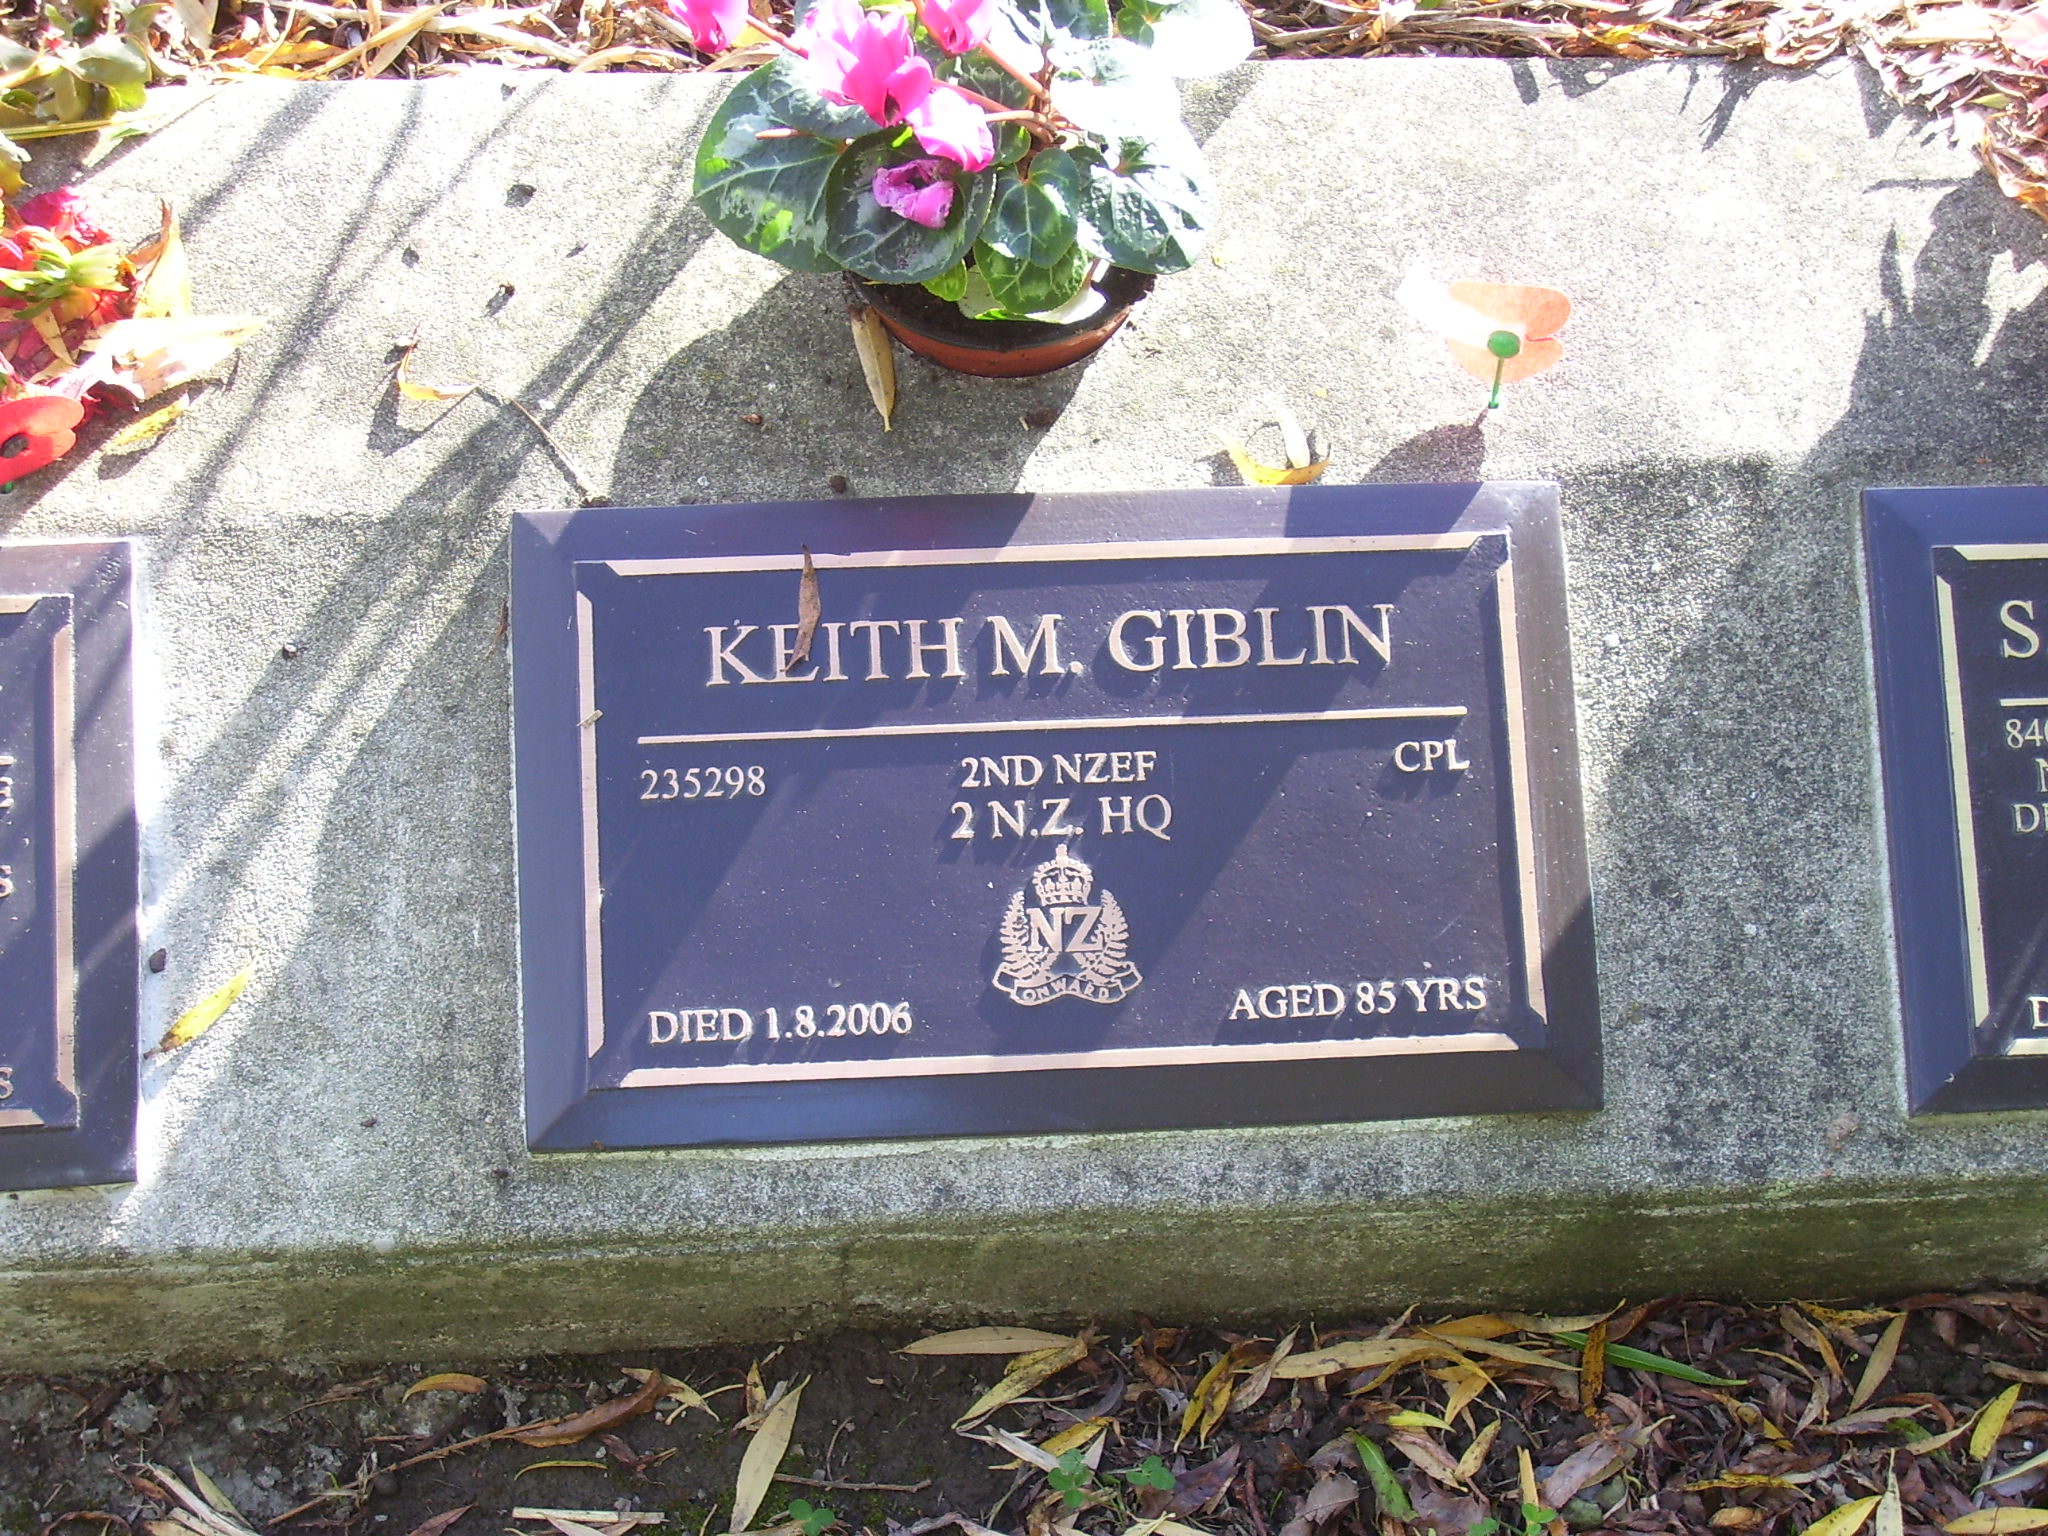 KEITH M. GIBLIN
235298 2ND NZEF CPL
2 N.Z. HQ
NZ
ONWARD
DIED 1.8.2006 AGED 85 YRS